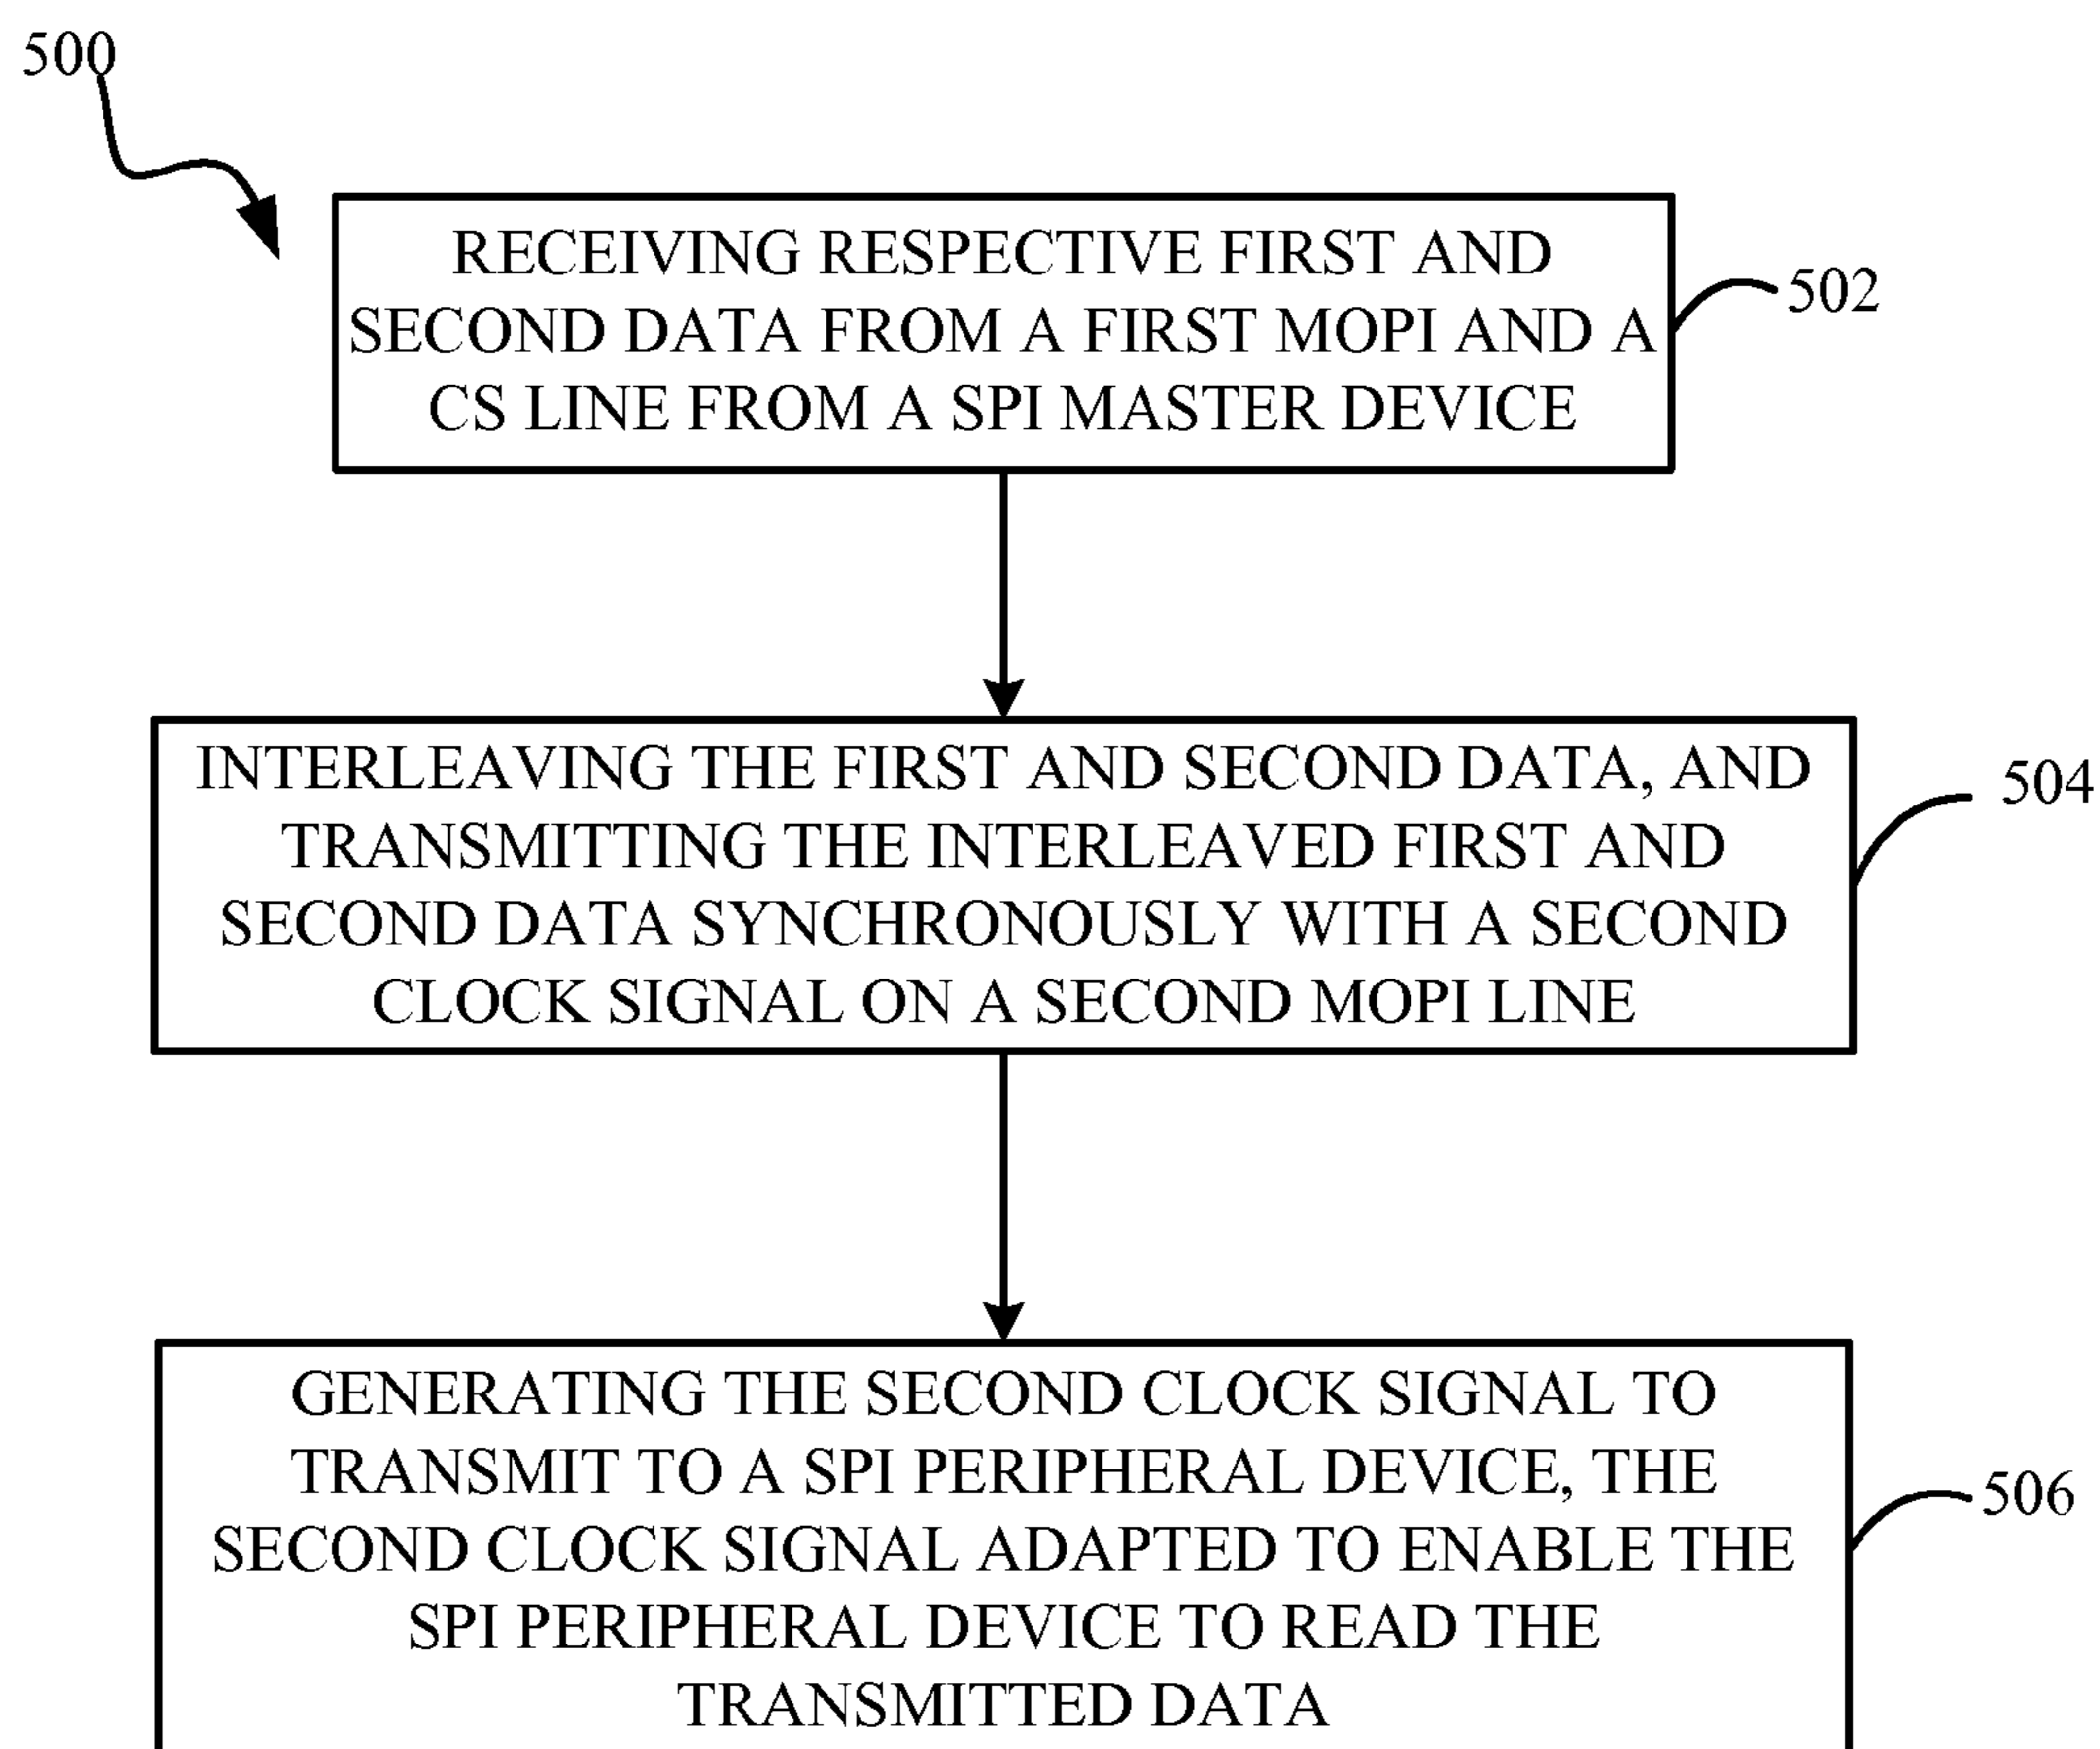 500
RECEIVING RESPECTIVE FIRST AND
SECOND DATA FROM A FIRST MOPI AND A
CS LINE FROM A SPI MASTER DEVICE
502
INTERLEAVING THE FIRST AND SECOND DATA, AND
TRANSMITTING THE INTERLEAVED FIRST AND
SECOND DATA SYNCHRONOUSLY WITH A SECOND
CLOCK SIGNAL ON A SECOND MOPI LINE
504
GENERATING THE SECOND CLOCK SIGNAL TO
TRANSMIT TO A SPI PERIPHERAL DEVICE, THE
SECOND CLOCK SIGNAL ADAPTED TO ENABLE THE
SPI PERIPHERAL DEVICE TO READ THE
TRANSMITTED DATA
506